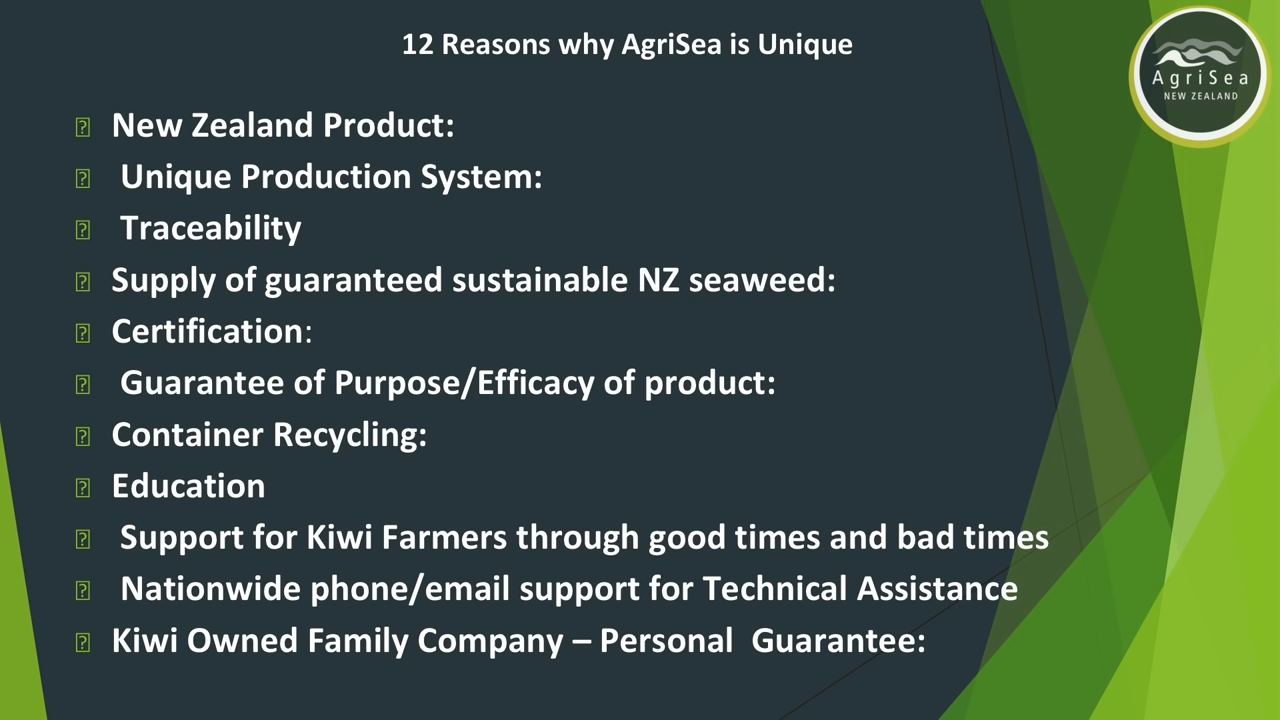 12 Reasons why AgriSea is Unique
AgriSea
NEW ZEALAND
New Zealand Product:
Unique Production System:
Traceability
Supply of guaranteed sustainable NZ seaweed:
Certification:
Guarantee of Purpose/Efficacy of product:
Container Recycling:
Education
Support for Kiwi Farmers through good times and bad times
Nationwide phone/email support for Technical Assistance
Kiwi Owned Family Company – Personal  Guarantee: